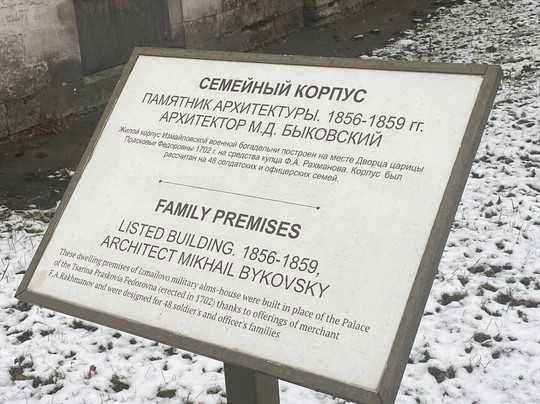 СЕМЕЙНЫЙ КОРПУС
ПАМЯТНИК АРХИТЕКТУРЫ. 1856-1859 гг.
АРХИТЕКТОР М.Д. БЫКОВСКИЙ
Жилой корпус Измайловской военной богадельни построен на месте Дворца царицы
Прасковьи Федоровны 1702 г. на средства купца Ф.А. Рахманова. Корпус был
рассчитан на 48 солдатских и офицерских семей.
FAMILY PREMISES
LISTED BUILDING. 1856-1859,
ARCHITECT MIKHAIL BYKOVSKY
These dwelling premises of Izmailovo military alms-house were built in place of the Palace
of the Tsarina Praskovia Fedorovna (erected in 1702) thanks to offerings of merchant
F.A.Rakhmanov and were designed for 48 soldier's and officer's families